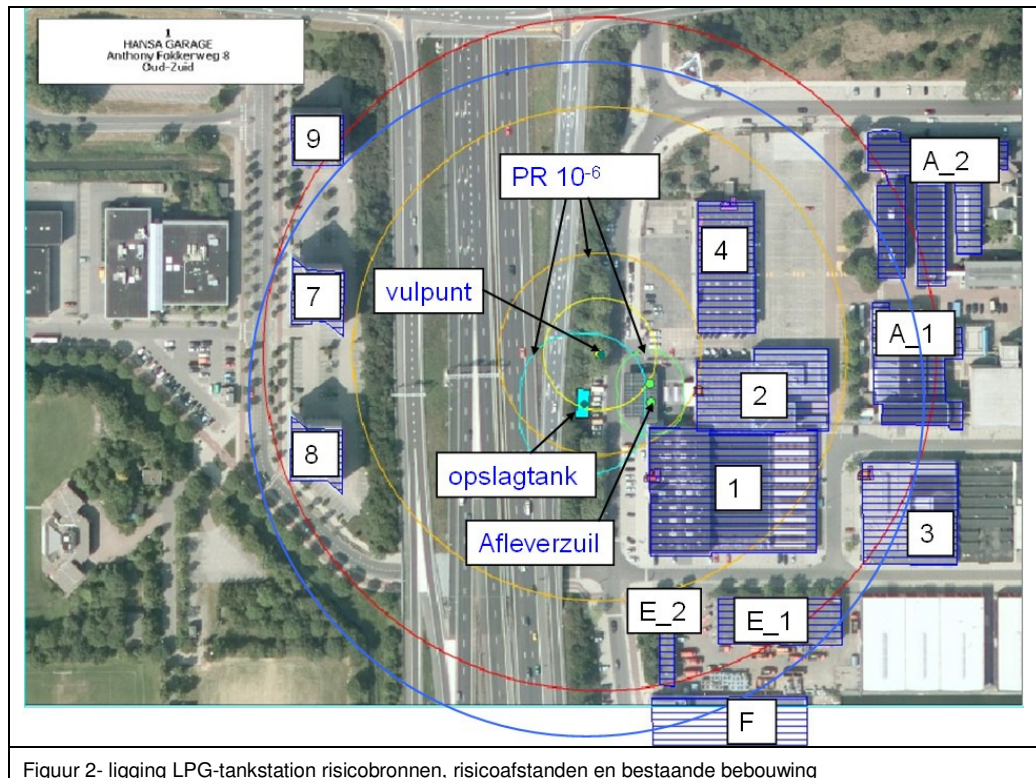 1
HANSA GARAGE
Anthony Fokkerweg 8
Oud-Zuid
9
A_2
PR 10⁻⁶
4
vulpunt
7
A_1
2
8
opslagtank
1
Afleverzuil
3
E_2
E_1
F
Figuur 2- ligging LPG-tankstation risicobronnen, risicoafstanden en bestaande bebouwing